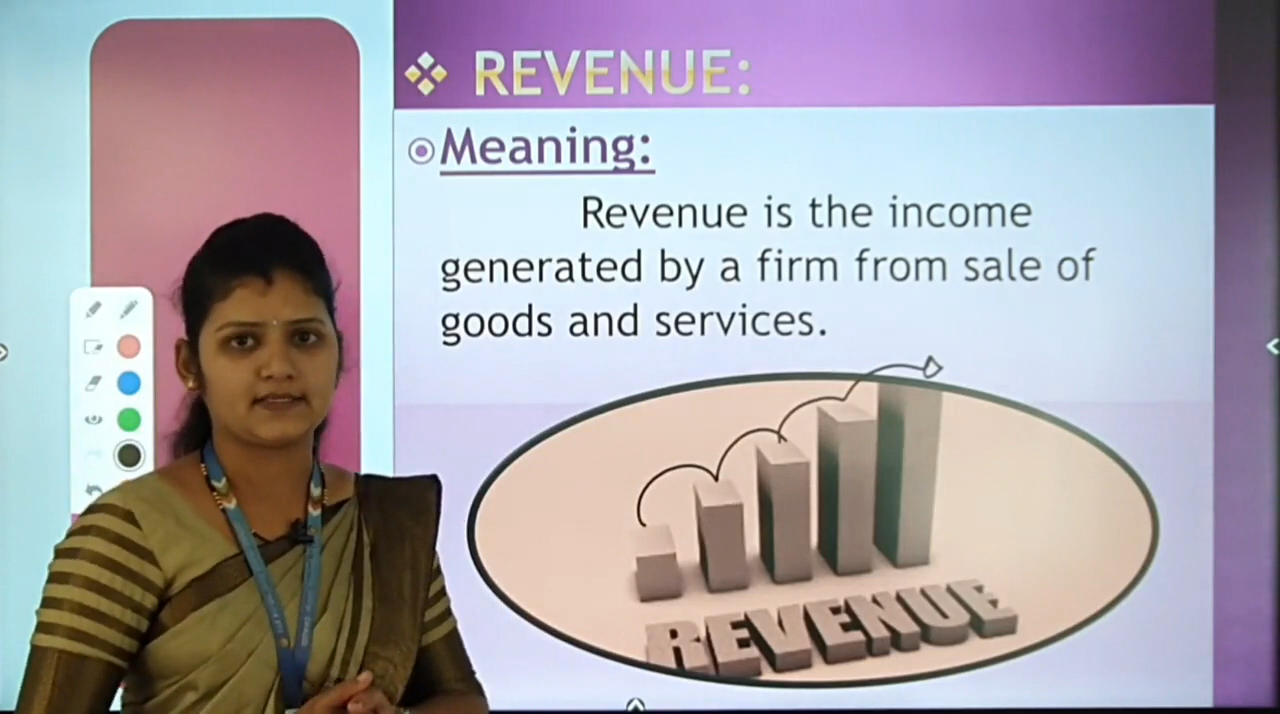 REVENUE:
Meaning:
Revenue is the income
generated by a firm from sale of
goods and services.
REVENUE